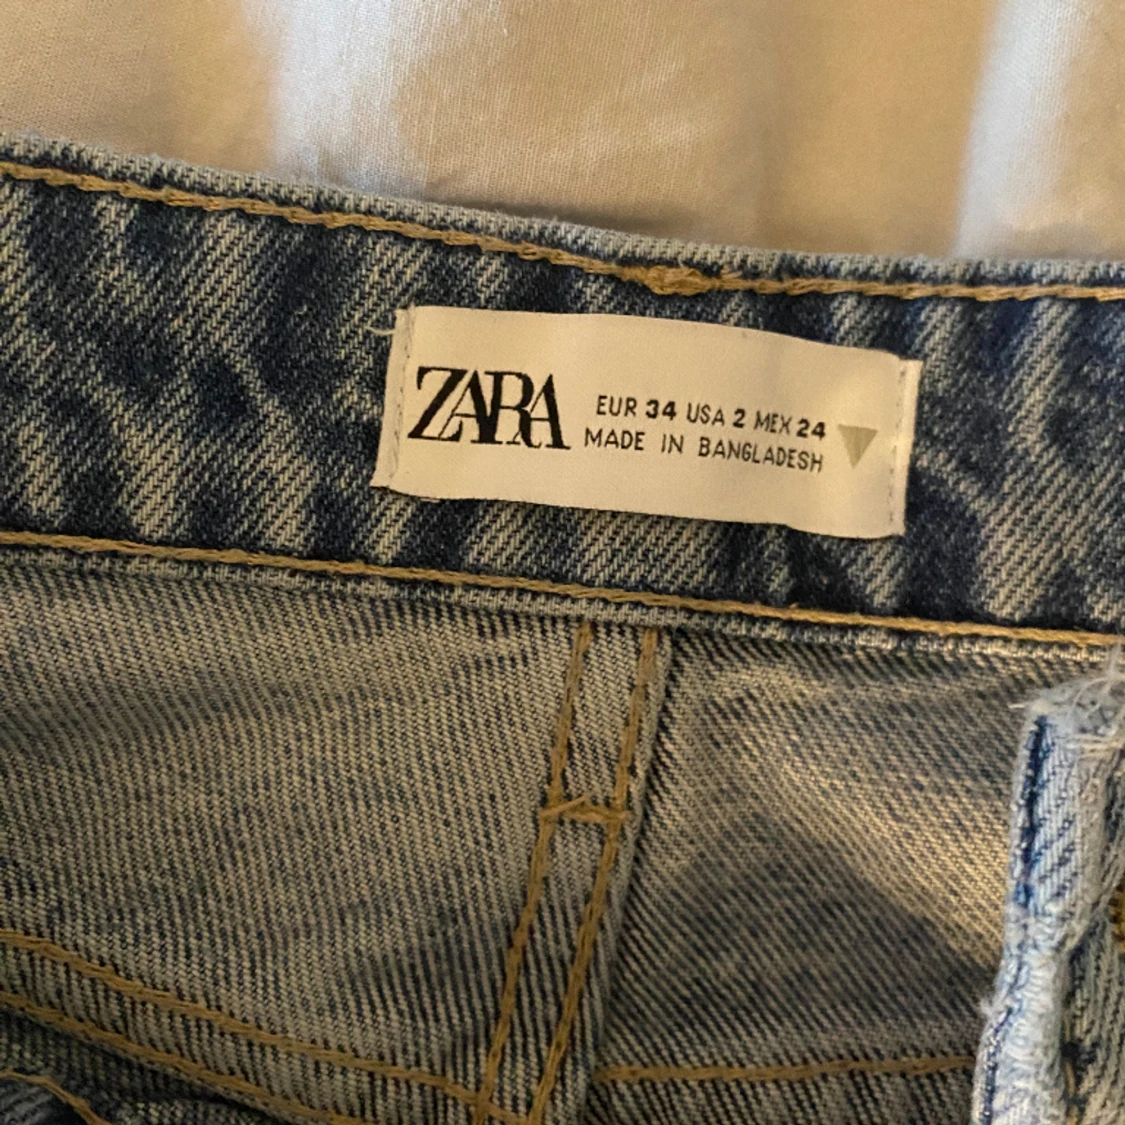 ZARA
EUR 34 USA 2 MEX 24
MADE IN BANGLADESH